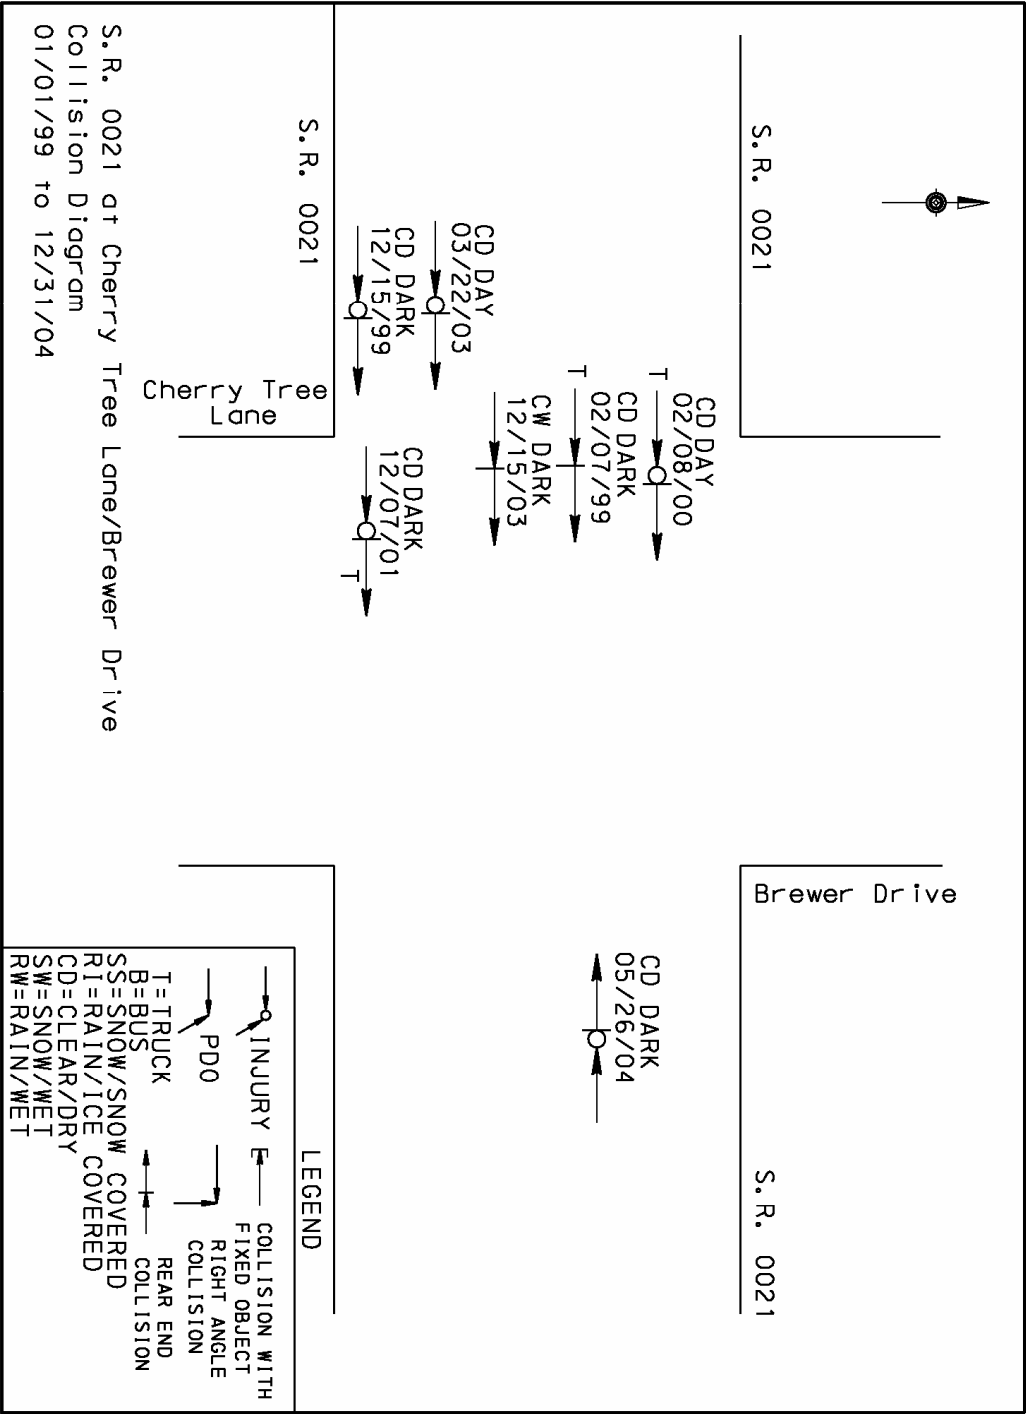 S.R. 0021
S.R. 0021
Brewer Drive
CD DAY
02/08/00
T
CD DARK
02/07/99
T
CW DARK
12/15/03
CD DARK
05/26/04
CD DAY
03/22/03
CD DARK
12/15/99
CD DARK
12/07/01
T
S.R. 0021
Cherry Tree
Lane
LEGEND
INJURY
COLLISION WITH
FIXED OBJECT
PDO
RIGHT ANGLE
COLLISION
T=TRUCK
B=BUS
REAR END
COLLISION
SS=SNOW/SNOW COVERED
RI=RAIN/ICE COVERED
CD=CLEAR/DRY
SW=SNOW/WET
RW=RAIN/WET
S.R. 0021 at Cherry Tree Lane/Brewer Drive
Collision Diagram
01/01/99 to 12/31/04